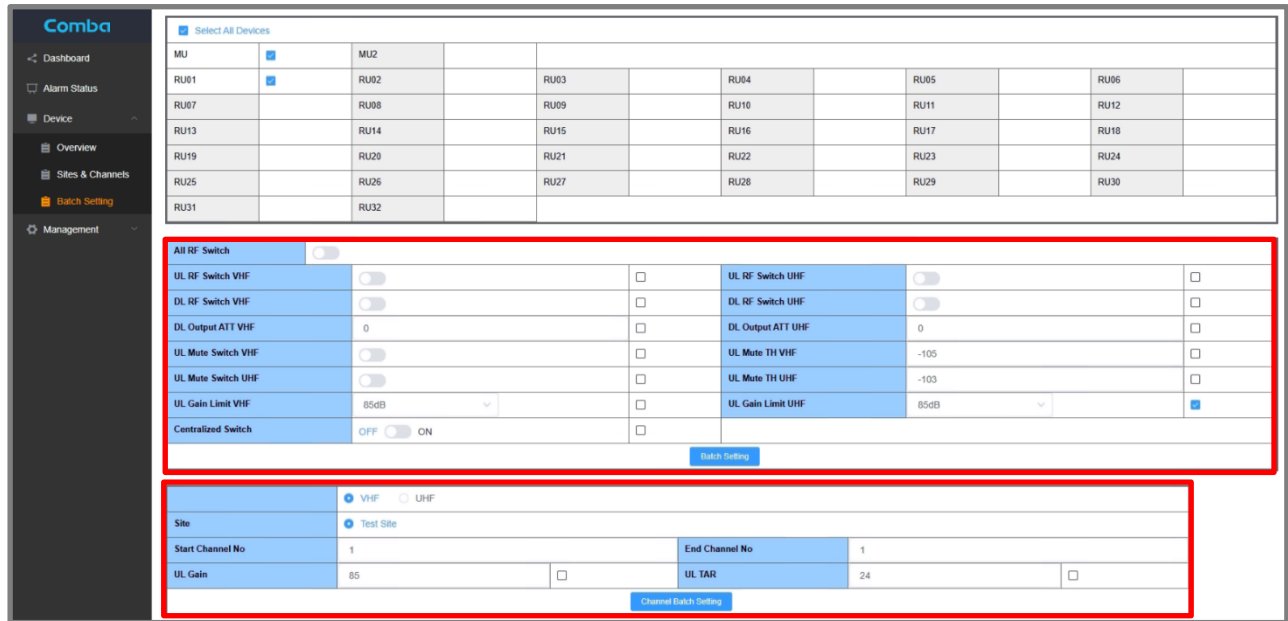 Comba
Dashboard
Alarm Status
Device
Overview
Sites & Channels
Batch Setting
Management
Select All Devices
MU MU2
RU01 RU02 RU03 RU04 RU05 RU06
RU07 RU08 RU09 RU10 RU11 RU12
RU13 RU14 RU15 RU16 RU17 RU18
RU19 RU20 RU21 RU22 RU23 RU24
RU25 RU26 RU27 RU28 RU29 RU30
RU31 RU32
All RF Switch
UL RF Switch VHF UL RF Switch UHF
DL RF Switch VHF DL RF Switch UHF
DL Output ATT VHF 0 DL Output ATT UHF 0
UL Mute Switch VHF UL Mute TH VHF -105
UL Mute Switch UHF UL Mute TH UHF -103
UL Gain Limit VHF 85dB UL Gain Limit UHF 85dB
Centralized Switch OFF ON
Batch Setting
VHF UHF
Site Test Site
Start Channel No 1 End Channel No 1
UL Gain 85 UL TAR 24
Channel Batch Setting